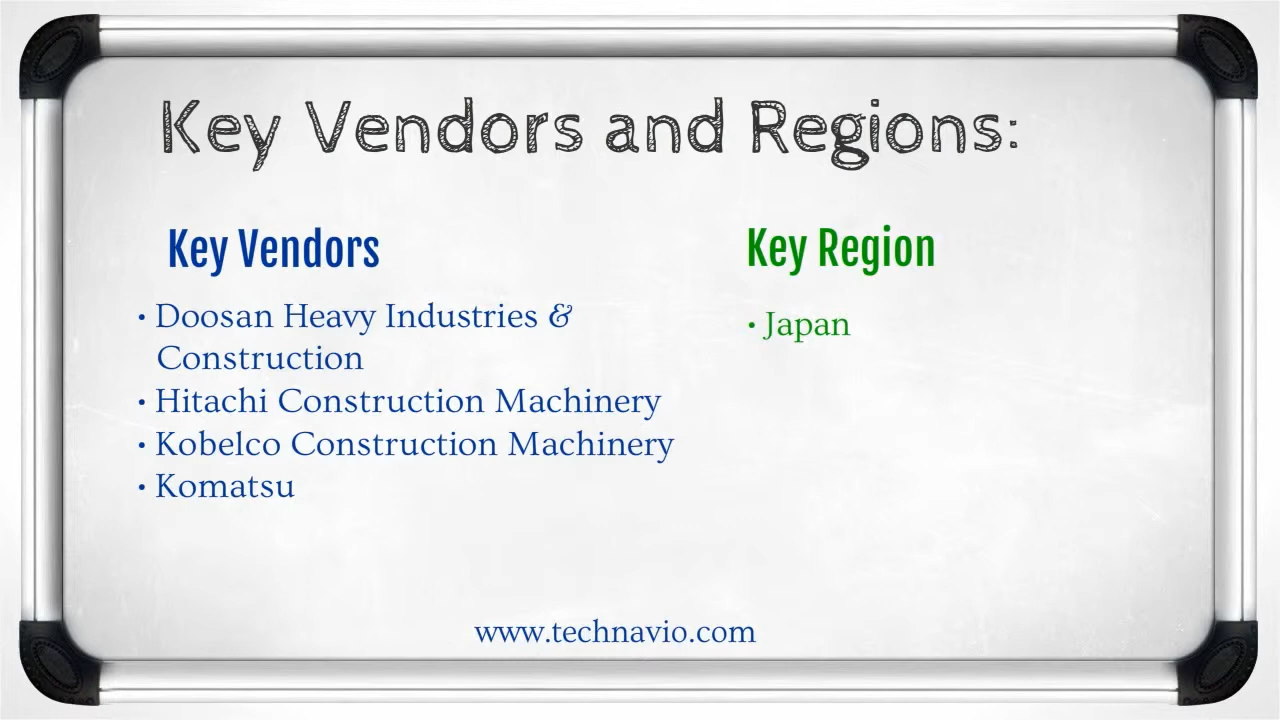 Key Vendors and Regions:
Key Vendors
• Doosan Heavy Industries &
Construction
• Hitachi Construction Machinery
• Kobelco Construction Machinery
• Komatsu
Key Region
• Japan
www.technavio.com